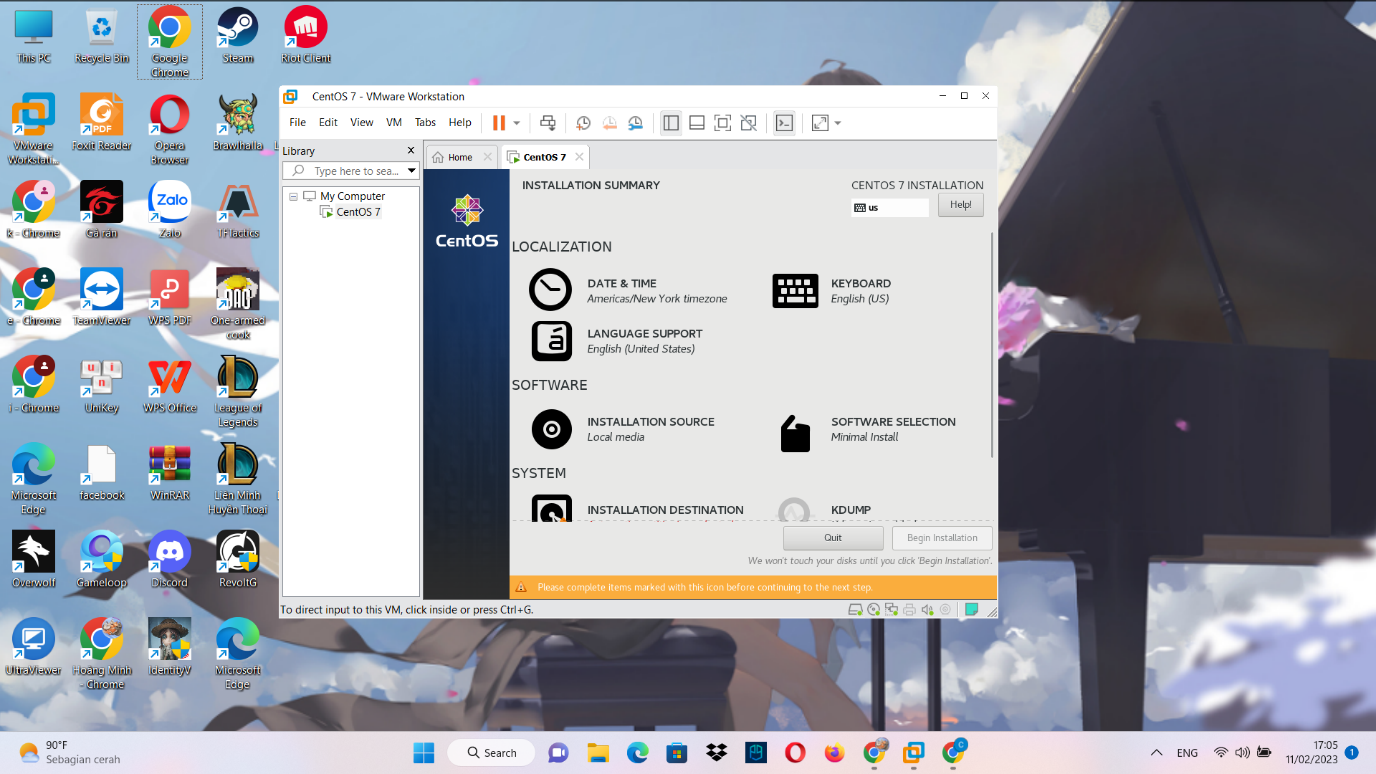 This PC
Recycle Bin
Google
Chrome
Steam
Riot Client
VMware
Workstat...
Foxit Reader
Opera
Browser
Brawlhalla
k - Chrome
Gà rán
Zalo
TFTactics
e - Chrome
TeamViewer
WPS PDF
One-armed
cook
i - Chrome
UniKey
WPS Office
League of
Legends
Microsoft
Edge
facebook
WinRAR
Liên Minh
Huyền Thoại
Overwolf
Gameloop
Discord
RevoltG
UltraViewer
Hoàng Minh
- Chrome
IdentityV
Microsoft
Edge
CentOS 7 - VMware Workstation
File Edit View VM Tabs Help
Library
Type here to sea...
My Computer
CentOS 7
Home
CentOS 7
CentOS
INSTALLATION SUMMARY
CENTOS 7 INSTALLATION
us
Help!
LOCALIZATION
DATE & TIME
Americas/New York timezone
KEYBOARD
English (US)
LANGUAGE SUPPORT
English (United States)
SOFTWARE
INSTALLATION SOURCE
Local media
SOFTWARE SELECTION
Minimal Install
SYSTEM
INSTALLATION DESTINATION
KDUMP
Quit
Begin Installation
We won't touch your disks until you click 'Begin Installation'.
Please complete items marked with this icon before continuing to the next step.
To direct input to this VM, click inside or press Ctrl+G.
90°F
Sebagian cerah
Search
ENG
17:05
11/02/2023
1